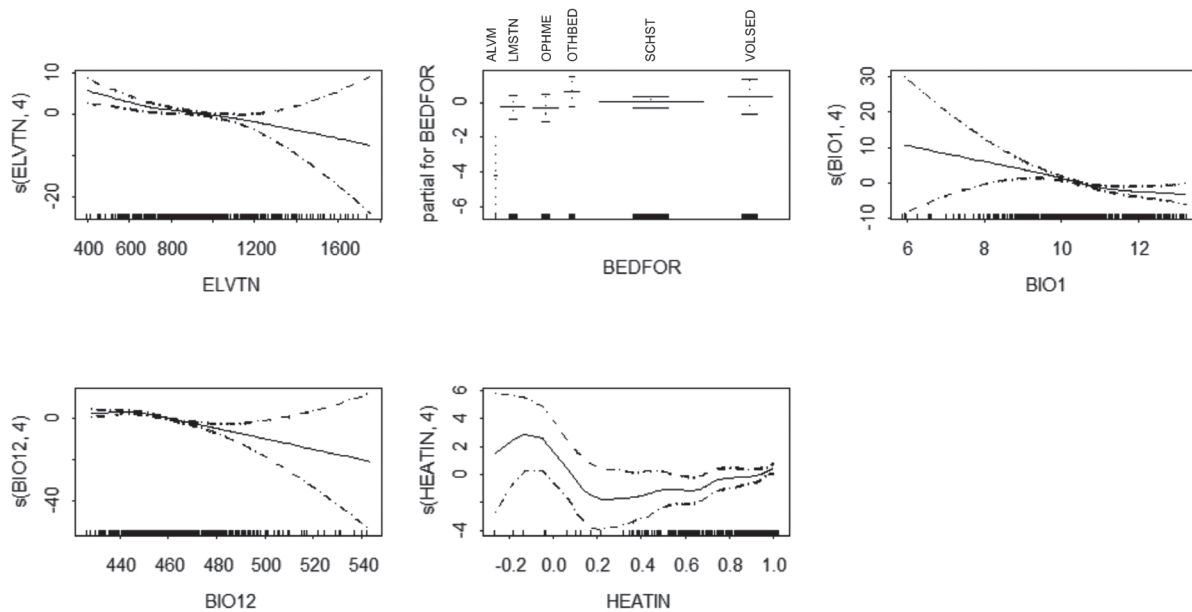 s(ELVTN, 4)
10
0
-20
400 600 800 1200 1600
ELVTN
ALVM
LMSTN
OPHME
OTHBED
SCHST
VOLSED
partial for BEDFOR
0
-2
-4
-6
BEDFOR
s(BIO1, 4)
30
20
10
0
-10
6 8 10 12
BIO1
s(BIO12, 4)
0
-40
440 460 480 500 520 540
BIO12
s(HEATIN, 4)
6
4
2
0
-4
-0.2 0.0 0.2 0.4 0.6 0.8 1.0
HEATIN